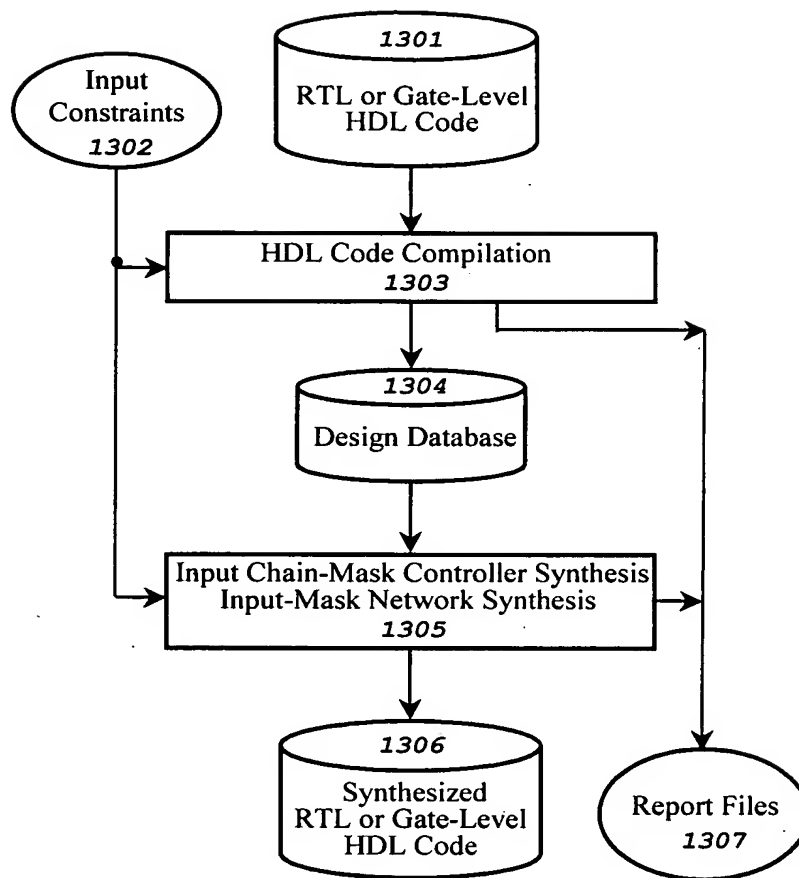 1301
RTL or Gate-Level
HDL Code
Input
Constraints
1302
HDL Code Compilation
1303
1304
Design Database
Input Chain-Mask Controller Synthesis
Input-Mask Network Synthesis
1305
1306
Synthesized
RTL or Gate-Level
HDL Code
Report Files
1307